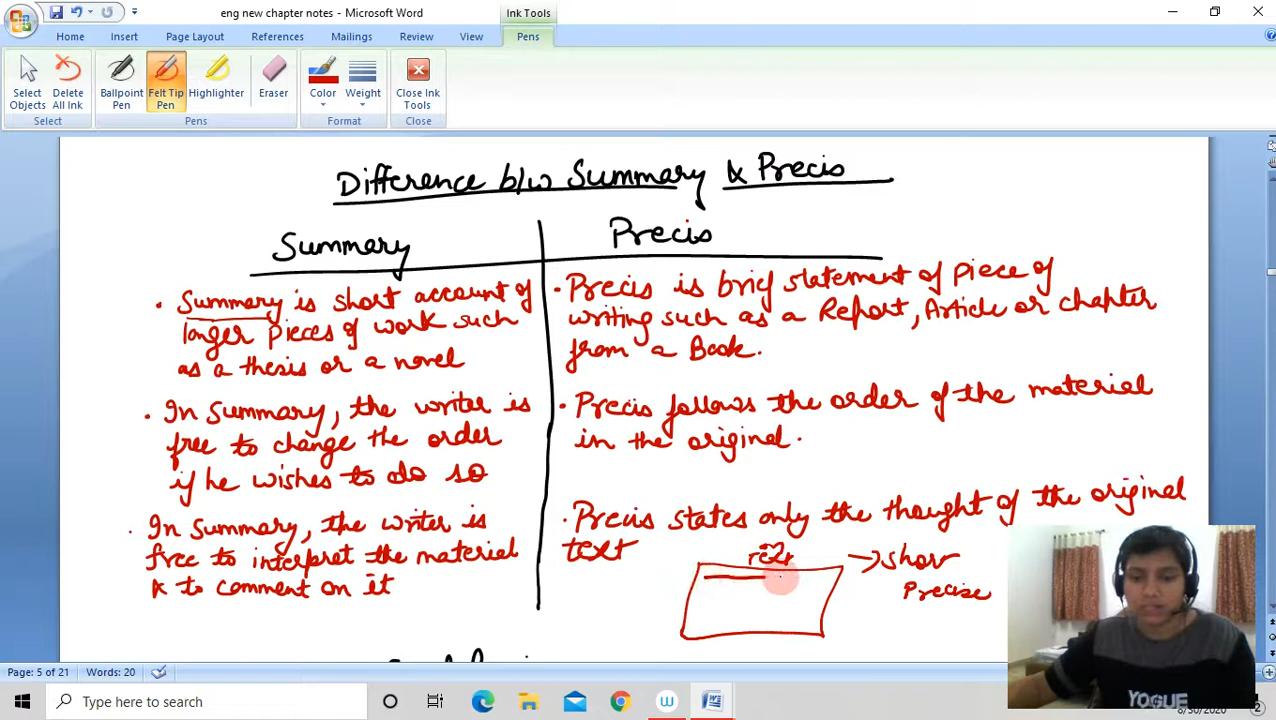 eng new chapter notes - Microsoft Word
Ink Tools
Home Insert Page Layout References Mailings Review View Pens
Select Objects
Delete All Ink
Ballpoint Pen
Felt Tip Pen
Highlighter
Eraser
Color
Weight
Close Ink Tools
Select Pens Format Close
Difference b/w Summary & Precis
Summary
• Summary is short account of
larger pieces of work such
as a thesis or a novel
• In summary, the writer is
free to change the order
if he wishes to do so
• In summary, the writer is
free to interpret the material
& to comment on it
Precis
• Precis is brief statement of piece of
writing such as a Report, Article or chapter
from a Book.
• Precis follows the order of the material
in the original.
• Precis states only the thought of the original
text
→ short
Precise
YOGUE
Page: 5 of 21 Words: 20
Type here to search
8/30/2020
2